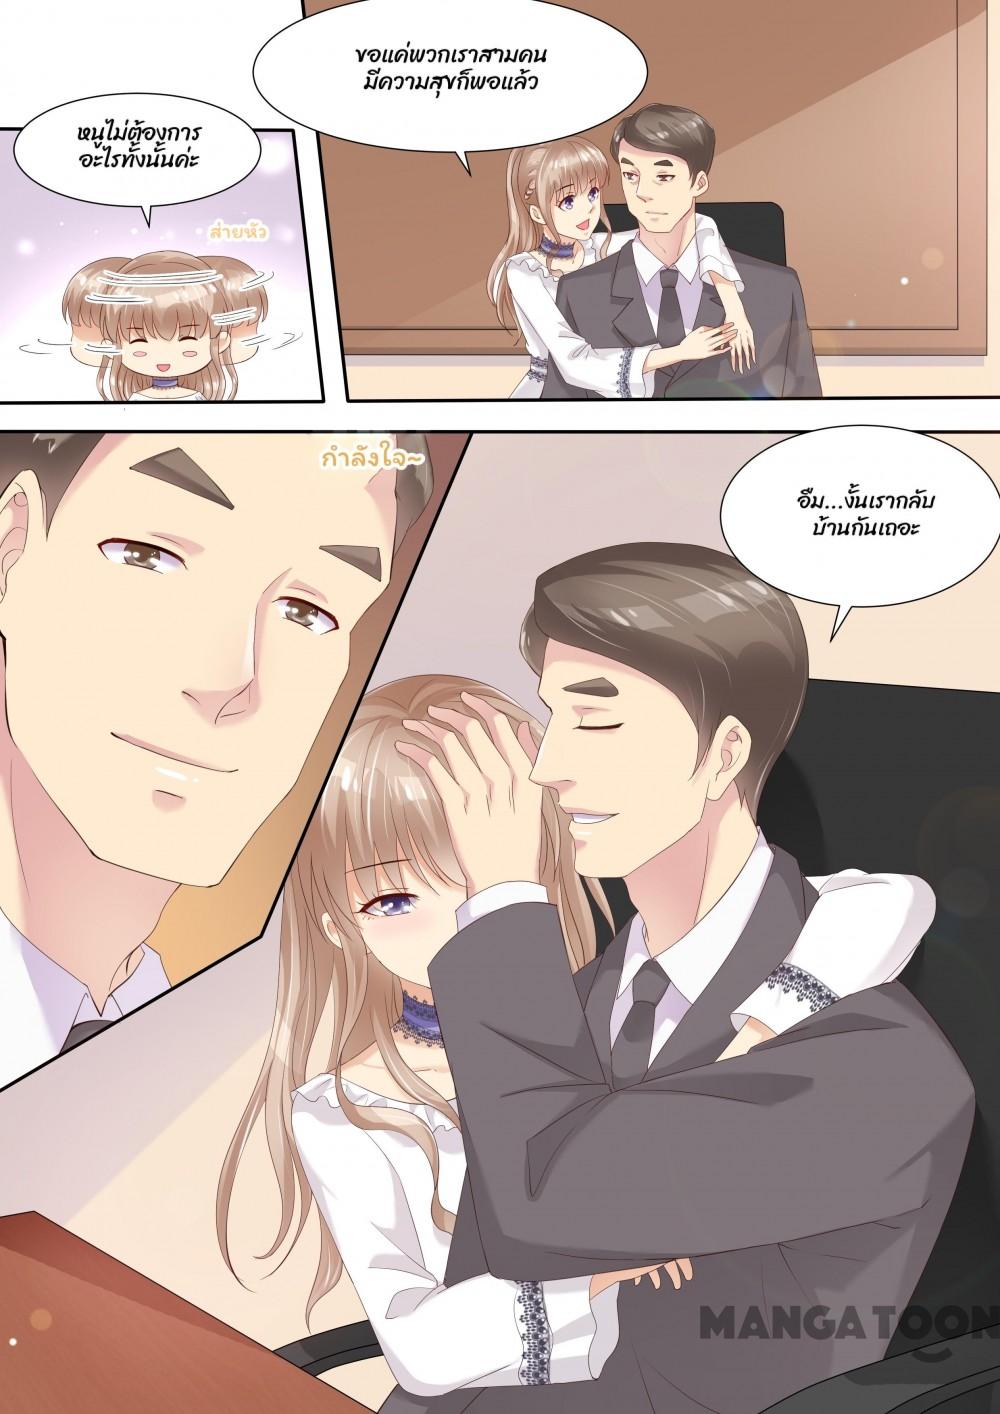 หนูไม่ต้องการ
อะไรทั้งนั้นค่ะ
ส่ายหัว
ขอแค่พวกเราสามคน
มีความสุขก็พอแล้ว
กำลังใจ~
อืม...งั้นเรากลับ
บ้านกันเถอะ
MANGATOON